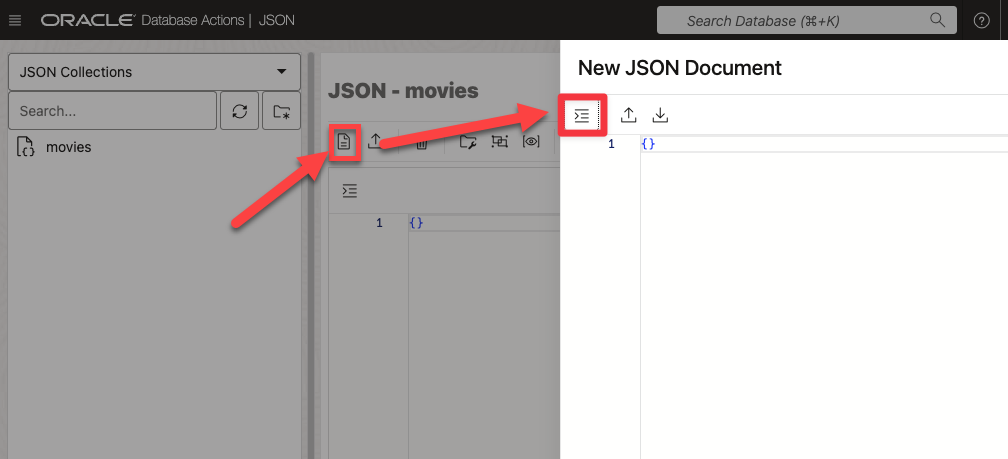 ORACLE Database Actions | JSON
Search Database (⌘+K)
JSON Collections
Search...
movies
JSON - movies
1 {}
New JSON Document
1 {}